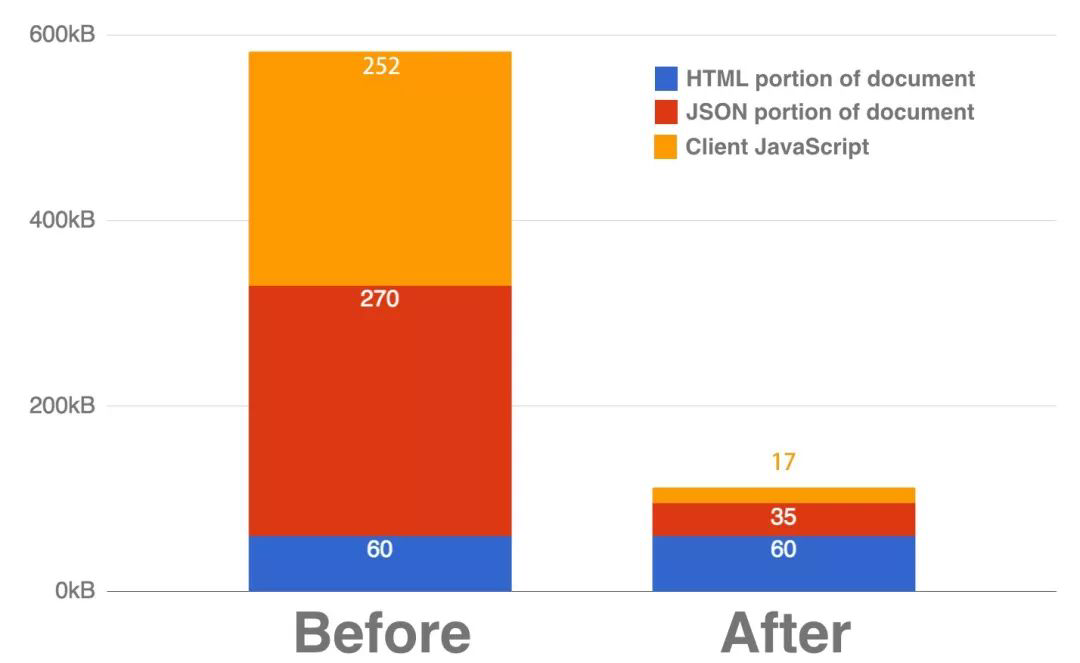 600kB
252
HTML portion of document
JSON portion of document
Client JavaScript
400kB
270
200kB
17
35
60
60
0kB
Before
After